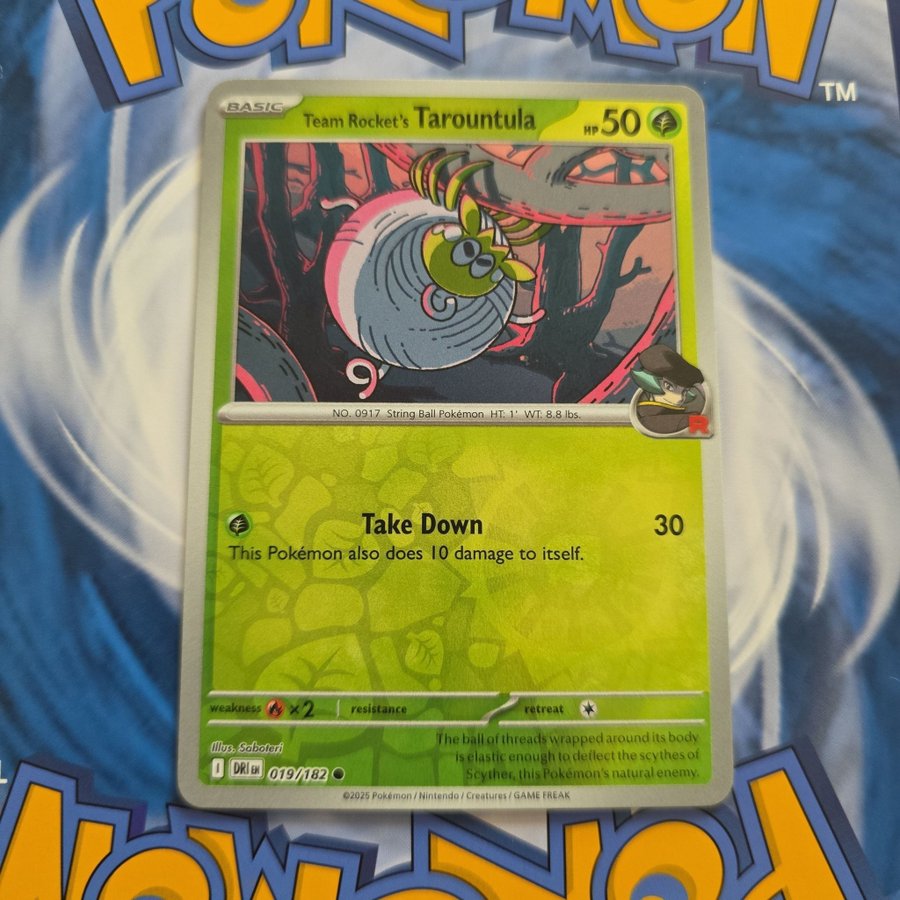 POKÉMON
TM
BASIC
Team Rocket's Tarountula HP 50
R
NO. 0917 String Ball Pokémon HT: 1' WT: 8.8 lbs.
Take Down 30
This Pokémon also does 10 damage to itself.
weakness ×2 resistance retreat
The ball of threads wrapped around its body
is elastic enough to deflect the scythes of
Scyther, this Pokémon's natural enemy.
Illus. Saboteri
I DRI EN 019/182
©2025 Pokémon / Nintendo / Creatures / GAME FREAK
POKÉMON